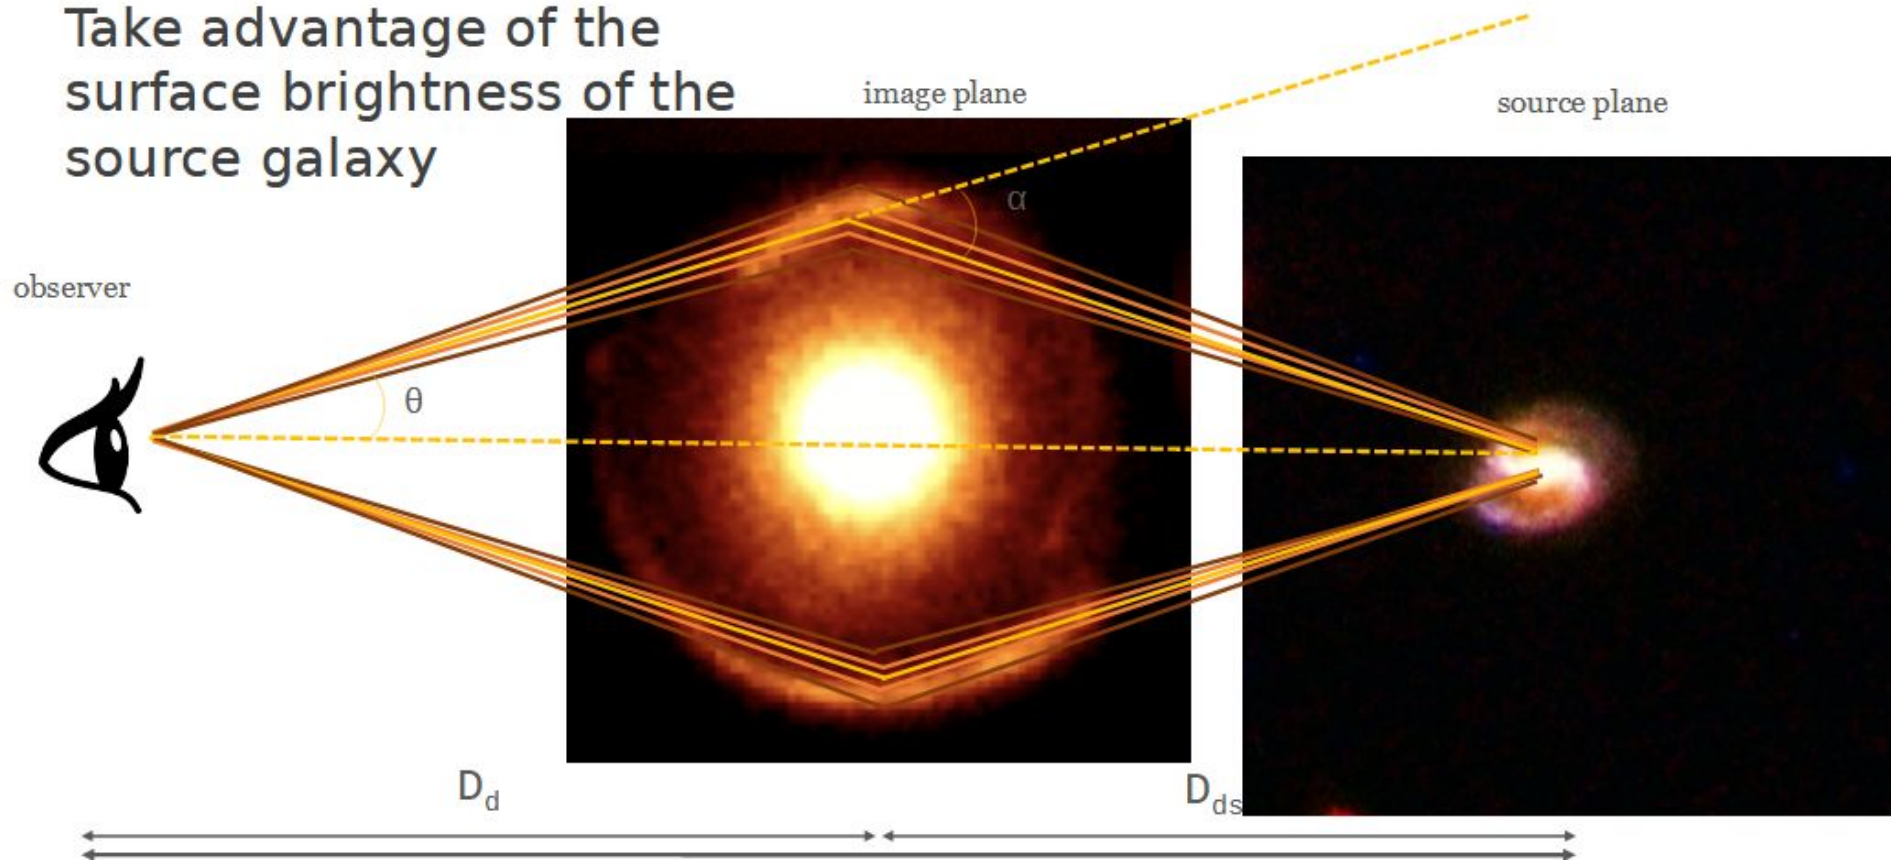 Take advantage of the
surface brightness of the
source galaxy
image plane
source plane
α
observer
θ
D_d
D_ds